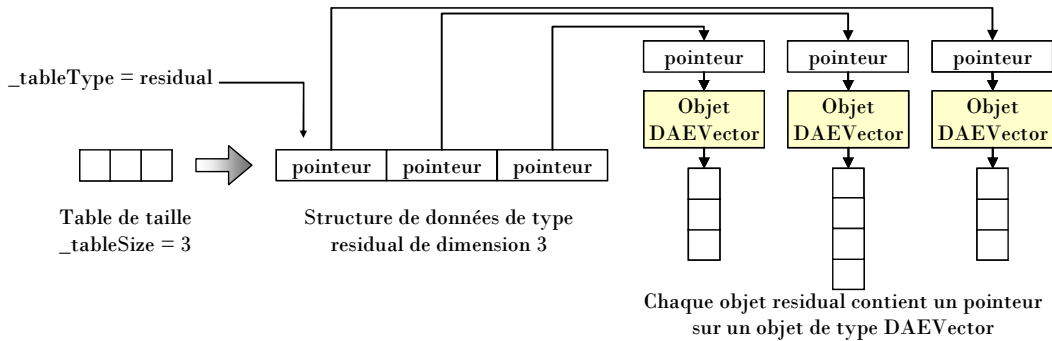 pointeur pointeur pointeur
_tableType = residual
Objet DAEVector
Objet DAEVector
Objet DAEVector
pointeur pointeur pointeur
Table de taille
_tableSize = 3
Structure de données de type
residual de dimension 3
Chaque objet residual contient un pointeur
sur un objet de type DAEVector